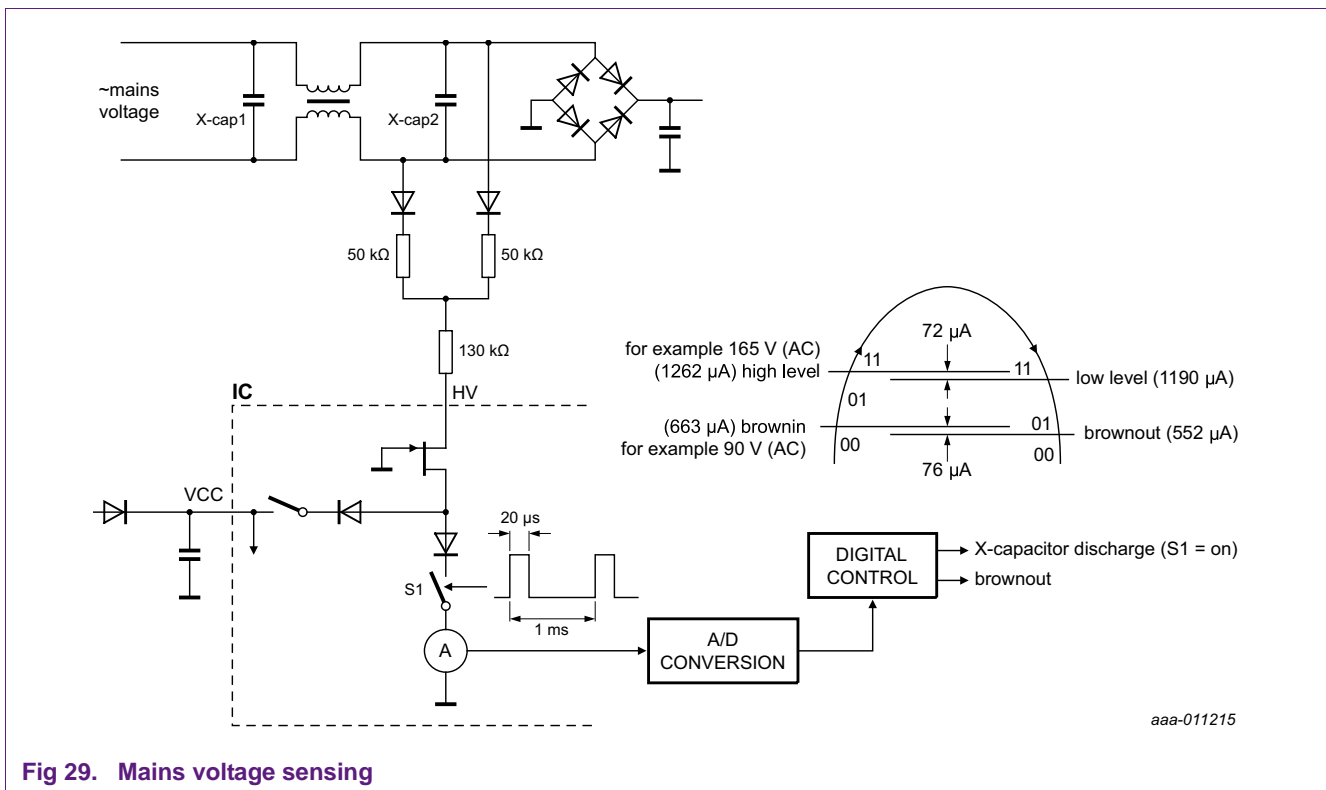 ~mains
voltage
X-cap1
X-cap2
50 kΩ
50 kΩ
130 kΩ
IC
HV
VCC
20 µs
S1
1 ms
A
A/D
CONVERSION
DIGITAL
CONTROL
X-capacitor discharge (S1 = on)
brownout
for example 165 V (AC)
(1262 µA) high level
11
72 µA
11
low level (1190 µA)
01
(663 µA) brownin
for example 90 V (AC)
01
00
brownout (552 µA)
00
76 µA
aaa-011215
Fig 29. Mains voltage sensing